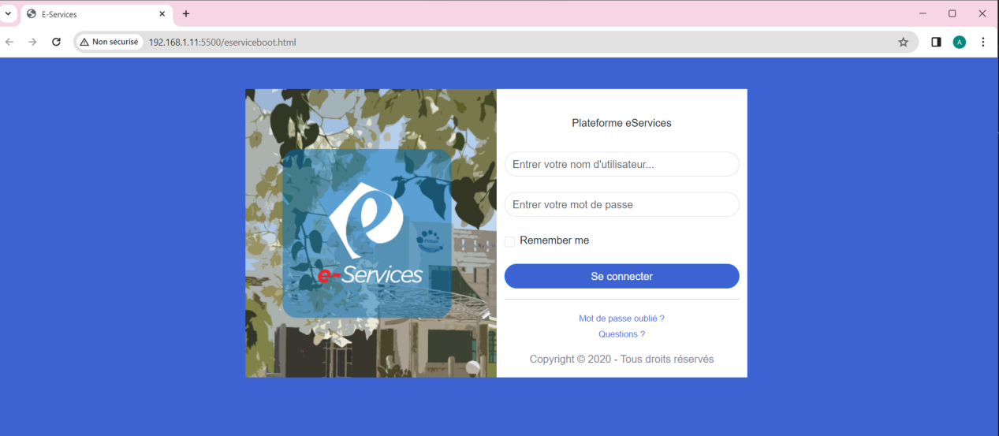 E-Services
Non sécurisé
192.168.1.11:5500/eserviceboot.html
A
e-Services
Plateforme eServices
Entrer votre nom d'utilisateur...
Entrer votre mot de passe
Remember me
Se connecter
Mot de passe oublié ?
Questions ?
Copyright © 2020 - Tous droits réservés